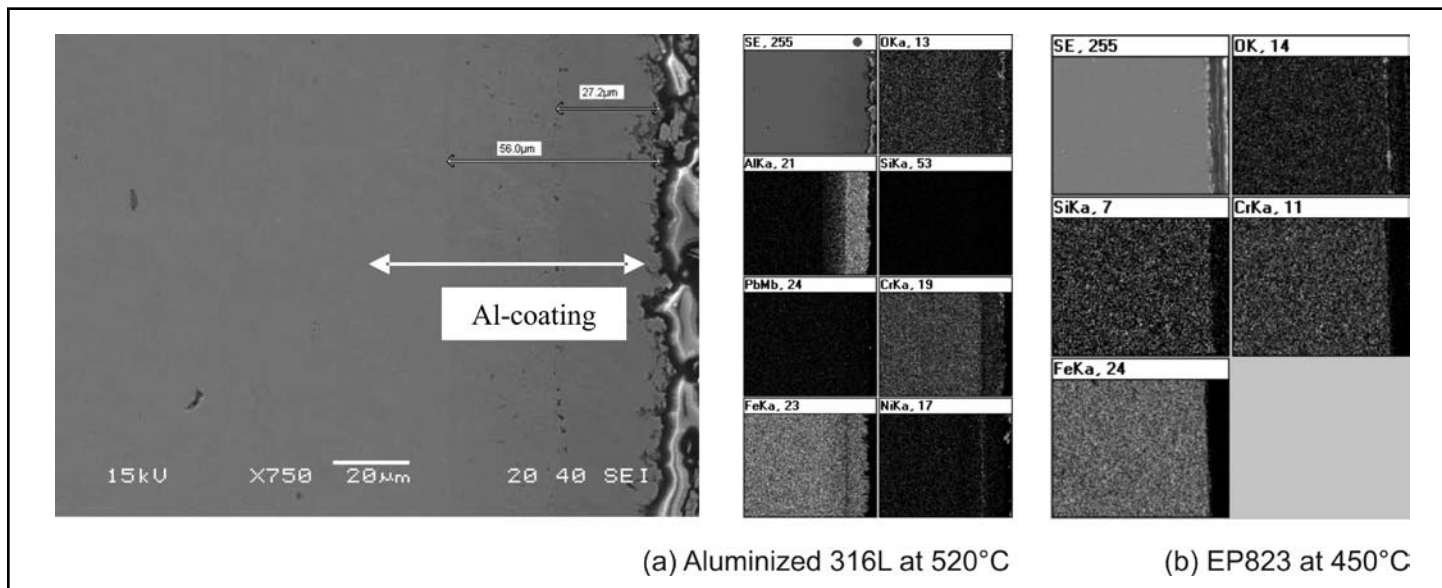 27.2µm
56.0µm
Al-coating
15kV X750 20µm 20 40 SEI
SE, 255 OKa, 13
AlKa, 21 SiKa, 53
PbMb, 24 CrKa, 19
FeKa, 23 NiKa, 17
SE, 255 OK, 14
SiKa, 7 CrKa, 11
FeKa, 24
(a) Aluminized 316L at 520°C (b) EP823 at 450°C